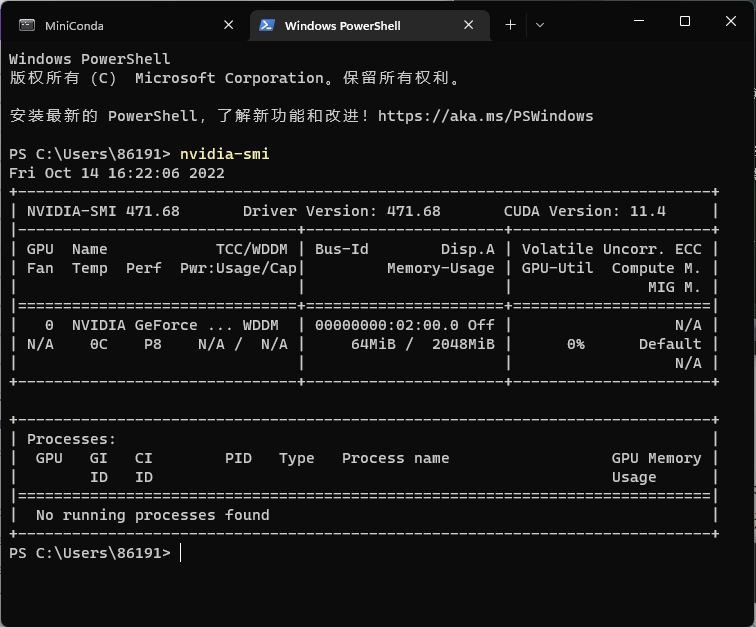 MiniConda
Windows PowerShell
Windows PowerShell
版权所有 (C)  Microsoft Corporation。保留所有权利。
安装最新的 PowerShell，了解新功能和改进！https://aka.ms/PSWindows
PS C:\Users\86191> nvidia-smi
Fri Oct 14 16:22:06 2022
+-----------------------------------------------------------------------------+
| NVIDIA-SMI 471.68       Driver Version: 471.68       CUDA Version: 11.4     |
|-------------------------------+----------------------+----------------------+
| GPU  Name            TCC/WDDM | Bus-Id        Disp.A | Volatile Uncorr. ECC |
| Fan  Temp  Perf  Pwr:Usage/Cap|         Memory-Usage | GPU-Util  Compute M. |
|                               |                      |               MIG M. |
|===============================+======================+======================|
|   0  NVIDIA GeForce ... WDDM  | 00000000:02:00.0 Off |                  N/A |
| N/A    0C    P8    N/A /  N/A |     64MiB /  2048MiB |      0%      Default |
|                               |                      |                  N/A |
+-------------------------------+----------------------+----------------------+
+-----------------------------------------------------------------------------+
| Processes:                                                                  |
|  GPU   GI   CI        PID   Type   Process name                  GPU Memory |
|        ID   ID                                                   Usage      |
|=============================================================================|
|  No running processes found                                                 |
+-----------------------------------------------------------------------------+
PS C:\Users\86191>